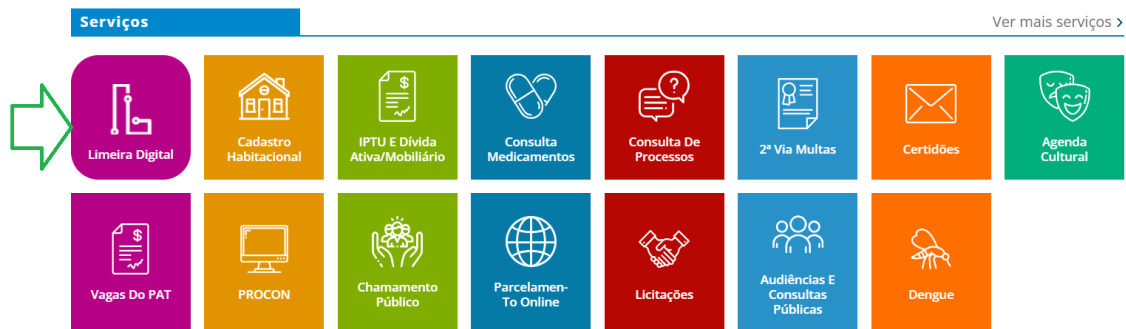 Serviços
Ver mais serviços >
Limeira Digital
Cadastro
Habitacional
IPTU E Dívida
Ativa/Mobiliário
Consulta
Medicamentos
Consulta De
Processos
2ª Via Multas
Certidões
Agenda
Cultural
Vagas Do PAT
PROCON
Chamamento
Público
Parcelamen-
To Online
Licitações
Audiências E
Consultas
Públicas
Dengue